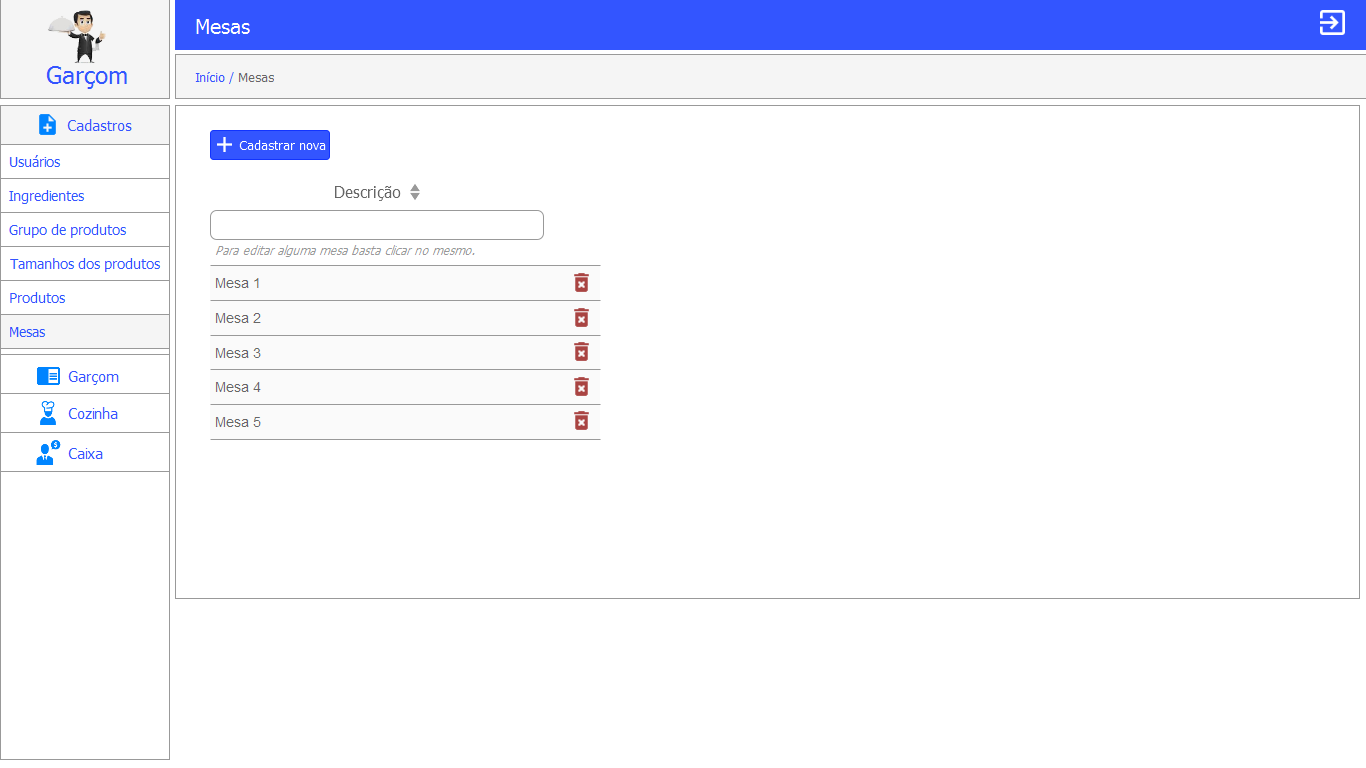 Garçom
Mesas
Início / Mesas
Cadastros
Usuários
Ingredientes
Grupo de produtos
Tamanhos dos produtos
Produtos
Mesas
Garçom
Cozinha
Caixa
Cadastrar nova
Descrição
Para editar alguma mesa basta clicar no mesmo.
Mesa 1
Mesa 2
Mesa 3
Mesa 4
Mesa 5